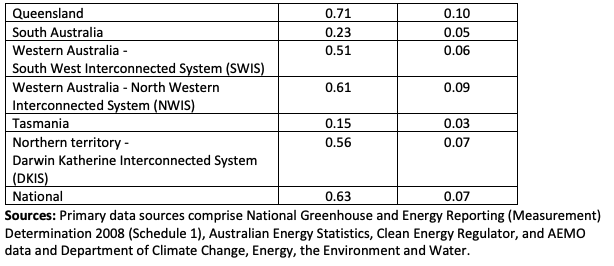 Queensland 0.71 0.10
South Australia 0.23 0.05
Western Australia - 
South West Interconnected System (SWIS) 0.51 0.06
Western Australia - North Western
Interconnected System (NWIS) 0.61 0.09
Tasmania 0.15 0.03
Northern territory -
Darwin Katherine Interconnected System
(DKIS) 0.56 0.07
National 0.63 0.07
Sources: Primary data sources comprise National Greenhouse and Energy Reporting (Measurement)
Determination 2008 (Schedule 1), Australian Energy Statistics, Clean Energy Regulator, and AEMO
data and Department of Climate Change, Energy, the Environment and Water.